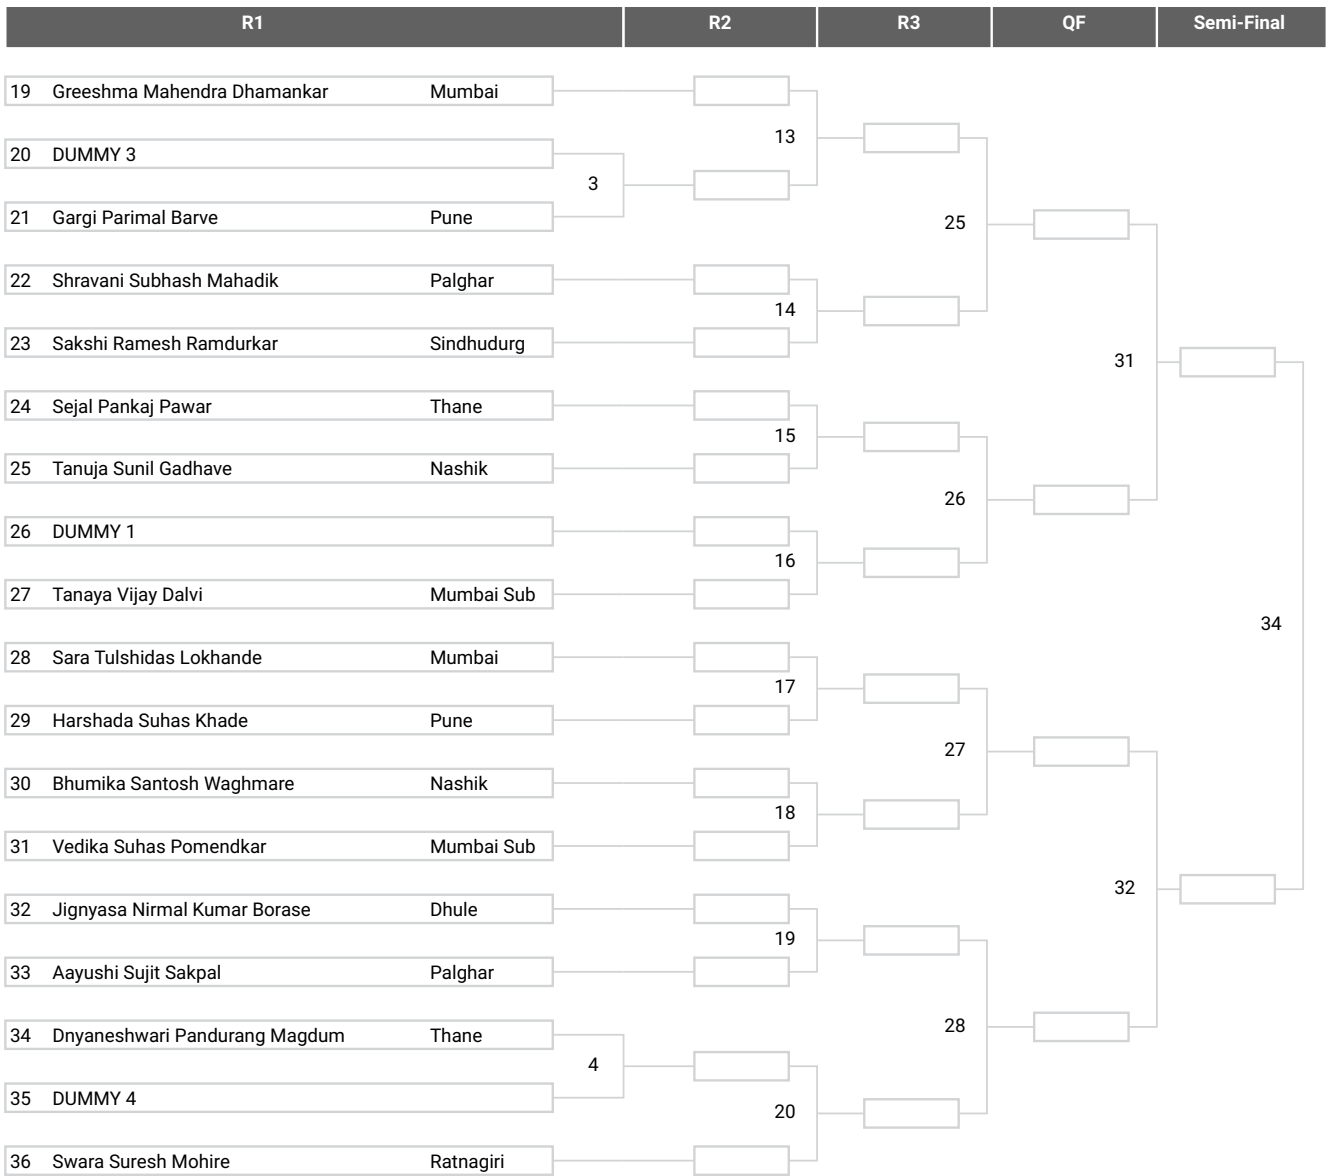 R1 R2 R3 QF Semi-Final
19 Greeshma Mahendra Dhamankar Mumbai
13
20 DUMMY 3
3
21 Gargi Parimal Barve Pune
25
22 Shravani Subhash Mahadik Palghar
14
23 Sakshi Ramesh Ramdurkar Sindhudurg
31
24 Sejal Pankaj Pawar Thane
15
25 Tanuja Sunil Gadhave Nashik
26
26 DUMMY 1
16
27 Tanaya Vijay Dalvi Mumbai Sub
34
28 Sara Tulshidas Lokhande Mumbai
17
29 Harshada Suhas Khade Pune
27
30 Bhumika Santosh Waghmare Nashik
18
31 Vedika Suhas Pomendkar Mumbai Sub
32
32 Jignyasa Nirmal Kumar Borase Dhule
19
33 Aayushi Sujit Sakpal Palghar
28
34 Dnyaneshwari Pandurang Magdum Thane
4
35 DUMMY 4
20
36 Swara Suresh Mohire Ratnagiri